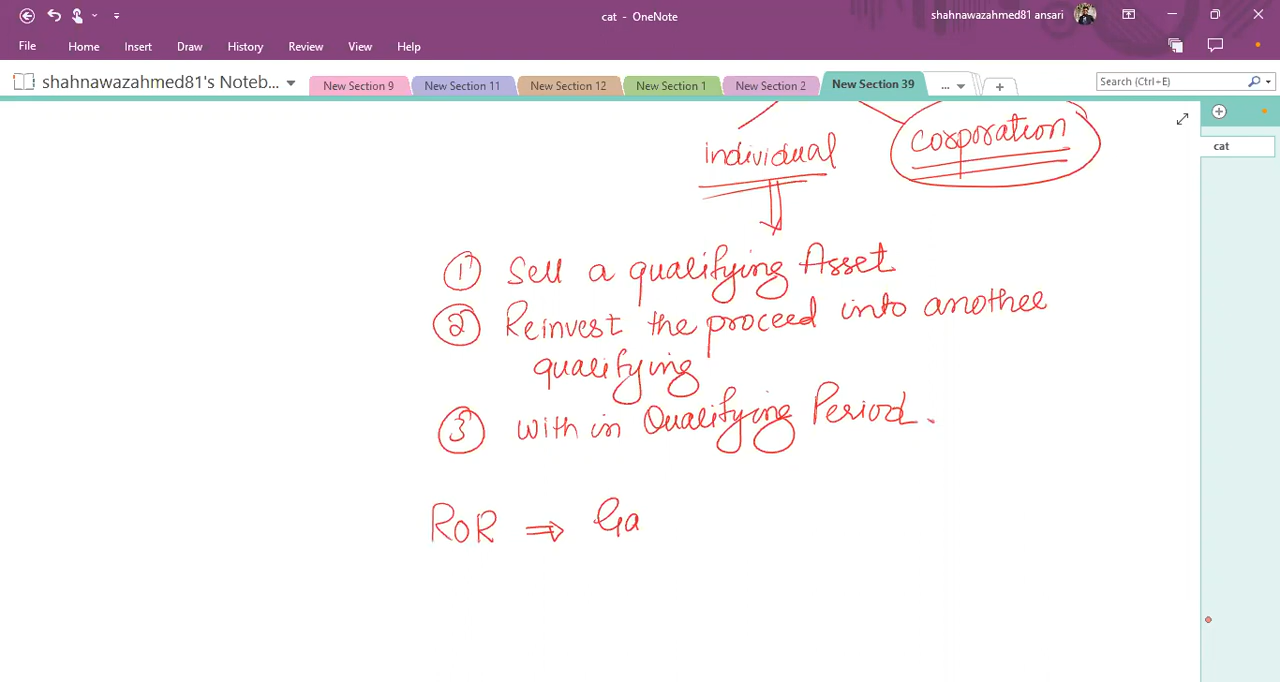 cat - OneNote
shahnawazahmed81 ansari
File Home Insert Draw History Review View Help
shahnawazahmed81's Noteb... New Section 9 New Section 11 New Section 12 New Section 1 New Section 2 New Section 39 ... + Search (Ctrl+E)
cat
individual corporation
1 Sell a qualifying Asset
2 Reinvest the proceed into another
qualifying
3 with in Qualifying Period.
ROR ⇒ Ga